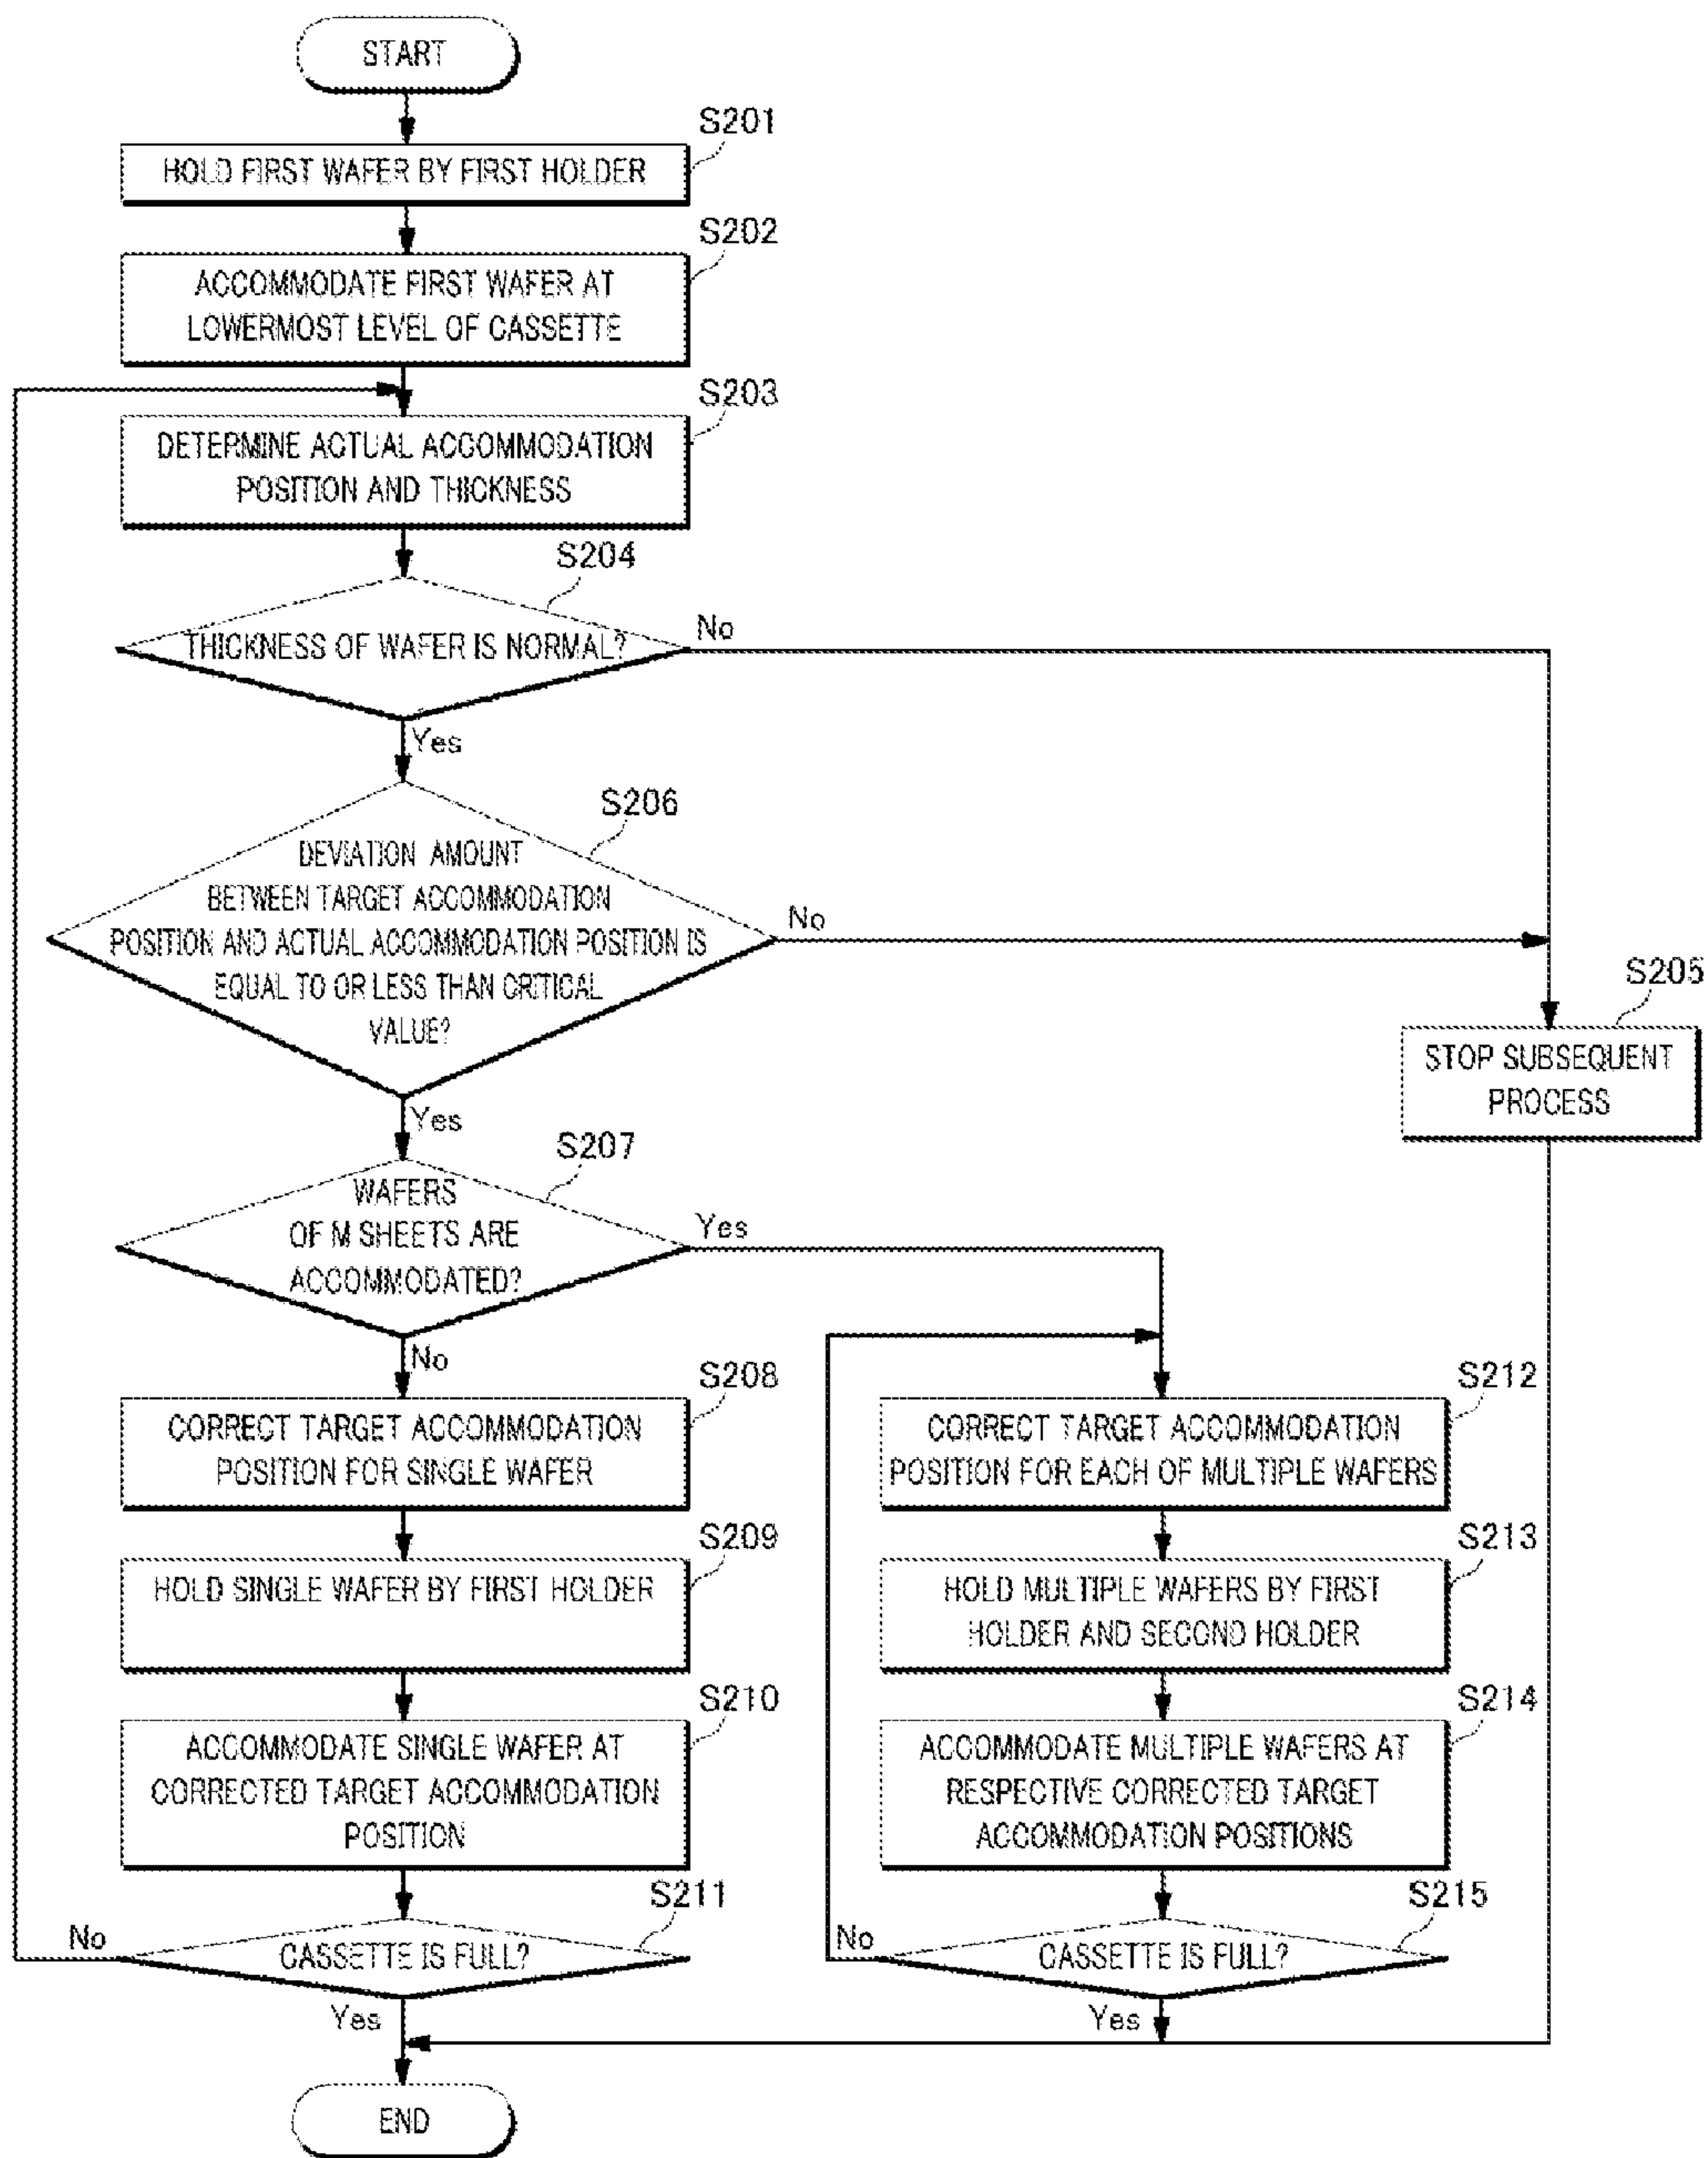 START
S201
HOLD FIRST WAFER BY FIRST HOLDER
S202
ACCOMMODATE FIRST WAFER AT
LOWERMOST LEVEL OF CASSETTE
S203
DETERMINE ACTUAL ACCOMMODATION
POSITION AND THICKNESS
S204
THICKNESS OF WAFER IS NORMAL?
No
Yes
S206
DEVIATION AMOUNT
BETWEEN TARGET ACCOMMODATION
POSITION AND ACTUAL ACCOMMODATION POSITION IS
EQUAL TO OR LESS THAN CRITICAL
VALUE?
No
Yes
S205
STOP SUBSEQUENT
PROCESS
S207
WAFERS
OF M SHEETS ARE
ACCOMMODATED?
Yes
No
S208
CORRECT TARGET ACCOMMODATION
POSITION FOR SINGLE WAFER
S209
HOLD SINGLE WAFER BY FIRST HOLDER
S210
ACCOMMODATE SINGLE WAFER AT
CORRECTED TARGET ACCOMMODATION
POSITION
S211
CASSETTE IS FULL?
No
Yes
S212
CORRECT TARGET ACCOMMODATION
POSITION FOR EACH OF MULTIPLE WAFERS
S213
HOLD MULTIPLE WAFERS BY FIRST
HOLDER AND SECOND HOLDER
S214
ACCOMMODATE MULTIPLE WAFERS AT
RESPECTIVE CORRECTED TARGET
ACCOMMODATION POSITIONS
S215
CASSETTE IS FULL?
No
Yes
END